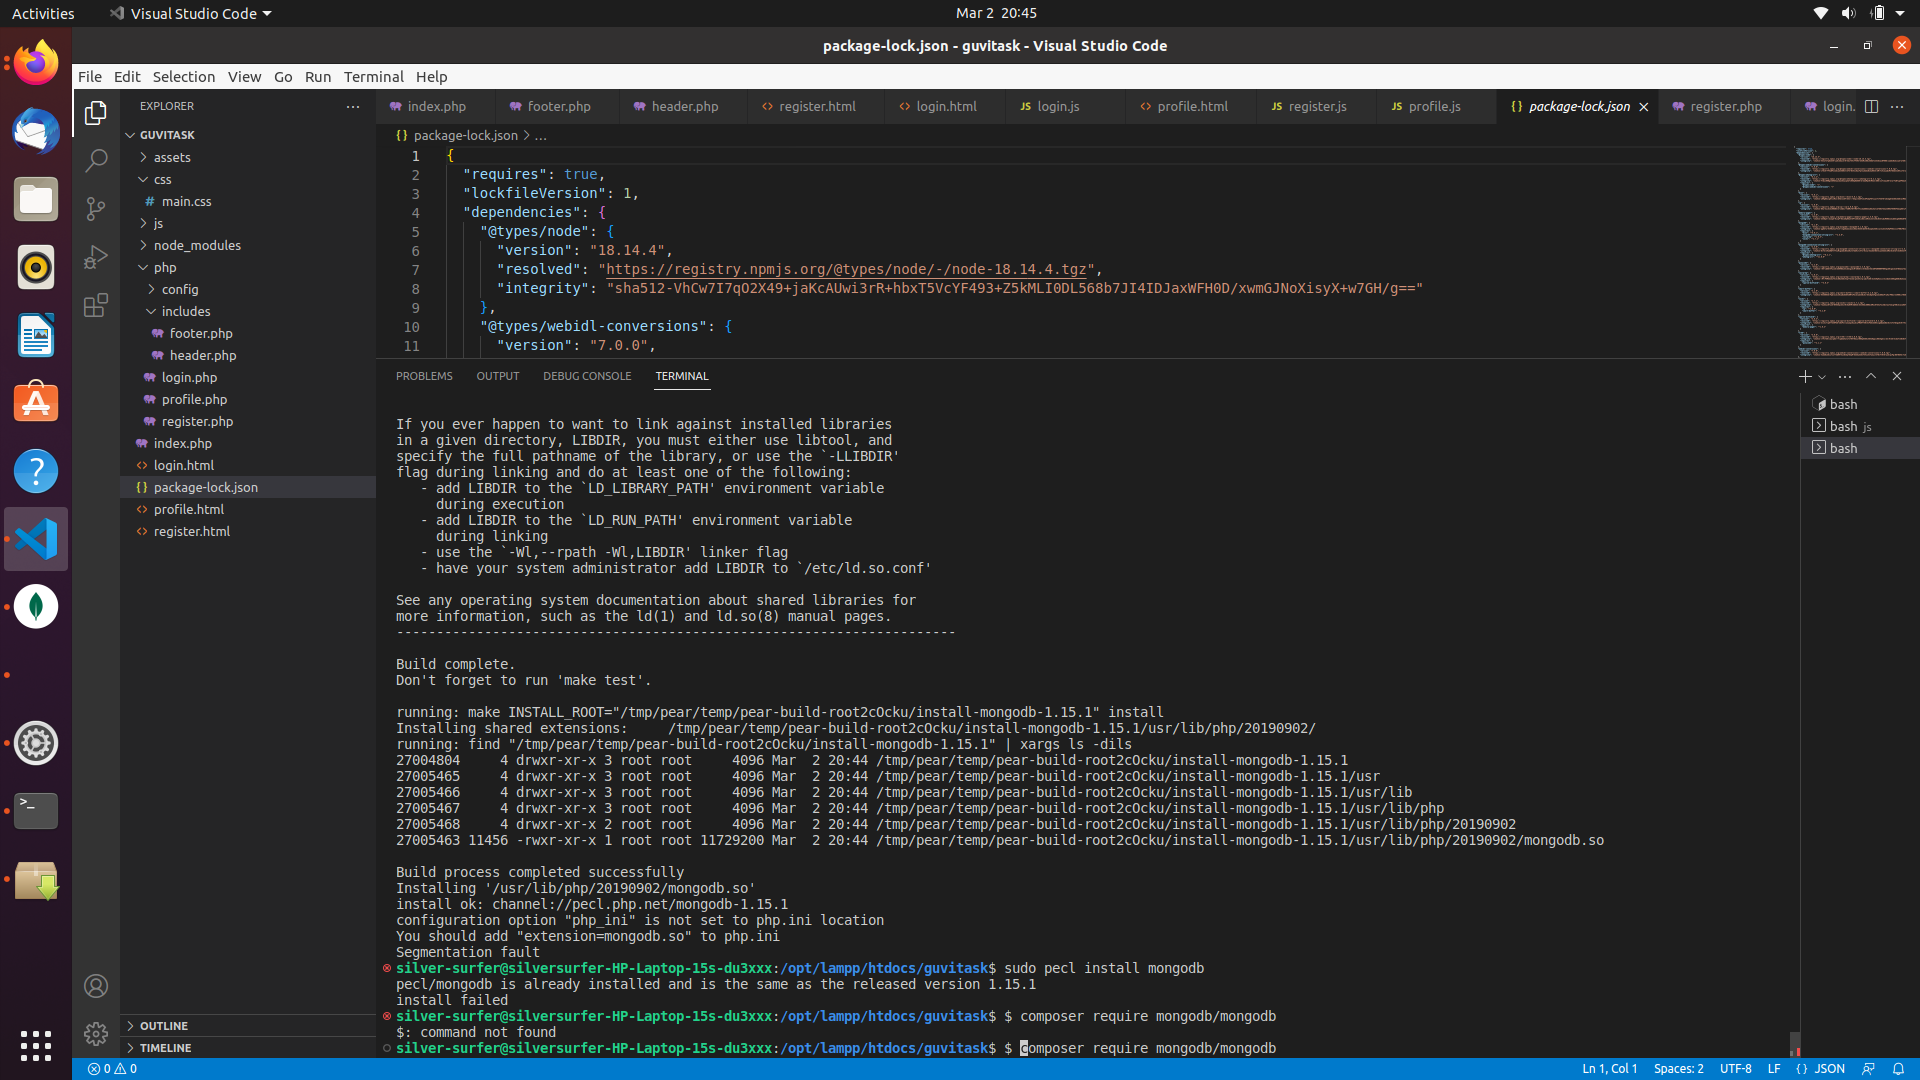 Activities
Visual Studio Code
Mar 2 20:45
package-lock.json - guvitask - Visual Studio Code
File Edit Selection View Go Run Terminal Help
EXPLORER
GUVITASK
assets
css
# main.css
js
node_modules
php
config
includes
footer.php
header.php
login.php
profile.php
register.php
index.php
login.html
{} package-lock.json
profile.html
register.html
OUTLINE
TIMELINE
index.php
footer.php
header.php
<> register.html
<> login.html
JS login.js
<> profile.html
JS register.js
JS profile.js
{} package-lock.json
register.php
login.
{} package-lock.json > ...
1 {
2 "requires": true,
3 "lockfileVersion": 1,
4 "dependencies": {
5 "@types/node": {
6 "version": "18.14.4",
7 "resolved": "https://registry.npmjs.org/@types/node/-/node-18.14.4.tgz",
8 "integrity": "sha512-VhCw7I7qO2X49+jaKcAUwi3rR+hbxT5VcYF493+Z5kMLI0DL568b7JI4IDJaxWFH0D/xwmGJNoXisyX+w7GH/g=="
9 },
10 "@types/webidl-conversions": {
11 "version": "7.0.0",
PROBLEMS OUTPUT DEBUG CONSOLE TERMINAL
bash
bash js
bash
If you ever happen to want to link against installed libraries
in a given directory, LIBDIR, you must either use libtool, and
specify the full pathname of the library, or use the `-LLIBDIR'
flag during linking and do at least one of the following:
- add LIBDIR to the `LD_LIBRARY_PATH' environment variable
during execution
- add LIBDIR to the `LD_RUN_PATH' environment variable
during linking
- use the `-Wl,--rpath -Wl,LIBDIR' linker flag
- have your system administrator add LIBDIR to `/etc/ld.so.conf'
See any operating system documentation about shared libraries for
more information, such as the ld(1) and ld.so(8) manual pages.
----------------------------------------------------------------------
Build complete.
Don't forget to run 'make test'.
running: make INSTALL_ROOT="/tmp/pear/temp/pear-build-root2cOcku/install-mongodb-1.15.1" install
Installing shared extensions: /tmp/pear/temp/pear-build-root2cOcku/install-mongodb-1.15.1/usr/lib/php/20190902/
running: find "/tmp/pear/temp/pear-build-root2cOcku/install-mongodb-1.15.1" | xargs ls -dils
27004804 4 drwxr-xr-x 3 root root 4096 Mar 2 20:44 /tmp/pear/temp/pear-build-root2cOcku/install-mongodb-1.15.1
27005465 4 drwxr-xr-x 3 root root 4096 Mar 2 20:44 /tmp/pear/temp/pear-build-root2cOcku/install-mongodb-1.15.1/usr
27005466 4 drwxr-xr-x 3 root root 4096 Mar 2 20:44 /tmp/pear/temp/pear-build-root2cOcku/install-mongodb-1.15.1/usr/lib
27005467 4 drwxr-xr-x 3 root root 4096 Mar 2 20:44 /tmp/pear/temp/pear-build-root2cOcku/install-mongodb-1.15.1/usr/lib/php
27005468 4 drwxr-xr-x 2 root root 4096 Mar 2 20:44 /tmp/pear/temp/pear-build-root2cOcku/install-mongodb-1.15.1/usr/lib/php/20190902
27005463 11456 -rwxr-xr-x 1 root root 11729200 Mar 2 20:44 /tmp/pear/temp/pear-build-root2cOcku/install-mongodb-1.15.1/usr/lib/php/20190902/mongodb.so
Build process completed successfully
Installing '/usr/lib/php/20190902/mongodb.so'
install ok: channel://pecl.php.net/mongodb-1.15.1
configuration option "php_ini" is not set to php.ini location
You should add "extension=mongodb.so" to php.ini
Segmentation fault
silver-surfer@silversurfer-HP-Laptop-15s-du3xxx:/opt/lampp/htdocs/guvitask$ sudo pecl install mongodb
pecl/mongodb is already installed and is the same as the released version 1.15.1
install failed
silver-surfer@silversurfer-HP-Laptop-15s-du3xxx:/opt/lampp/htdocs/guvitask$ $ composer require mongodb/mongodb
$: command not found
silver-surfer@silversurfer-HP-Laptop-15s-du3xxx:/opt/lampp/htdocs/guvitask$ $ composer require mongodb/mongodb
0 0
Ln 1, Col 1 Spaces: 2 UTF-8 LF {} JSON